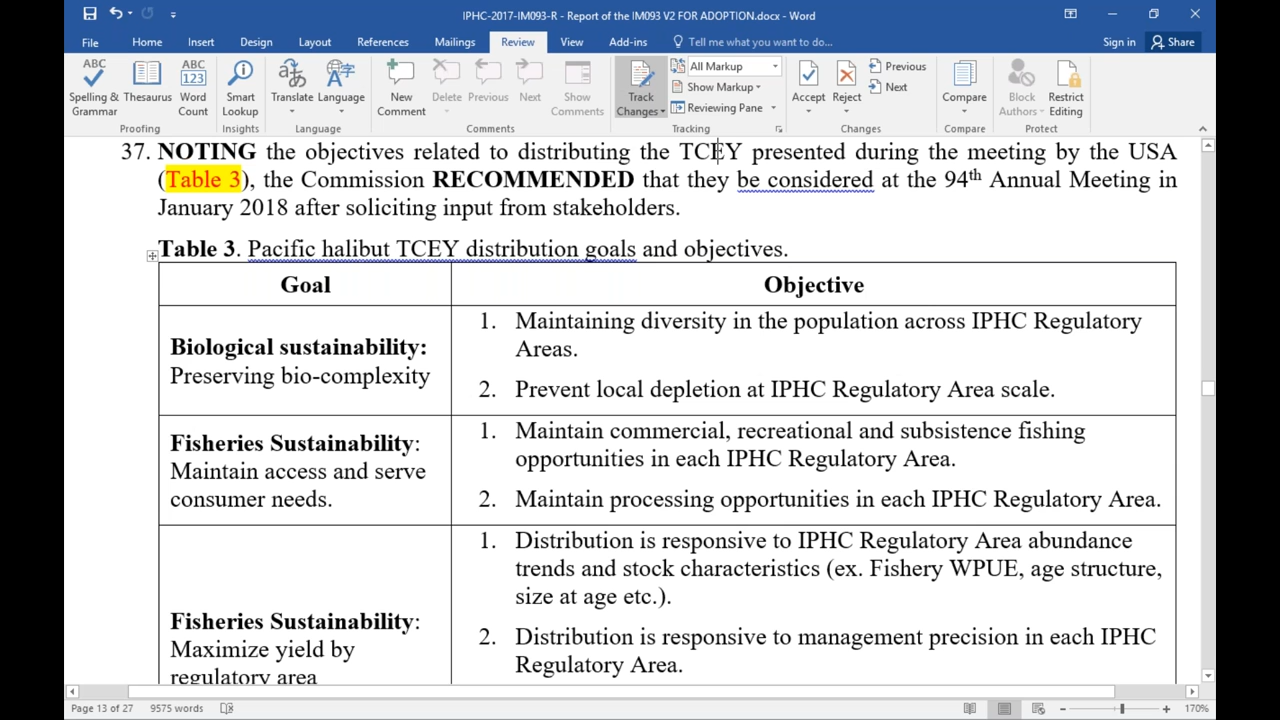 IPHC-2017-IM093-R - Report of the IM093 V2 FOR ADOPTION.docx - Word
File Home Insert Design Layout References Mailings Review View Add-ins Tell me what you want to do... Sign in Share
ABC Spelling & Grammar
Thesaurus
ABC 123 Word Count
Smart Lookup
Translate
Language
New Comment
Delete
Previous
Next
Show Comments
Track Changes
All Markup
Show Markup
Reviewing Pane
Accept
Reject
Previous
Next
Compare
Block Authors
Restrict Editing
Proofing Insights Language Comments Tracking Changes Compare Protect
37. NOTING the objectives related to distributing the TCEY presented during the meeting by the USA
(Table 3), the Commission RECOMMENDED that they be considered at the 94th Annual Meeting in
January 2018 after soliciting input from stakeholders.
Table 3. Pacific halibut TCEY distribution goals and objectives.
Goal Objective
Biological sustainability:
Preserving bio-complexity
1. Maintaining diversity in the population across IPHC Regulatory
Areas.
2. Prevent local depletion at IPHC Regulatory Area scale.
Fisheries Sustainability:
Maintain access and serve
consumer needs.
1. Maintain commercial, recreational and subsistence fishing
opportunities in each IPHC Regulatory Area.
2. Maintain processing opportunities in each IPHC Regulatory Area.
Fisheries Sustainability:
Maximize yield by
regulatory area
1. Distribution is responsive to IPHC Regulatory Area abundance
trends and stock characteristics (ex. Fishery WPUE, age structure,
size at age etc.).
2. Distribution is responsive to management precision in each IPHC
Regulatory Area.
Page 13 of 27 9575 words 170%